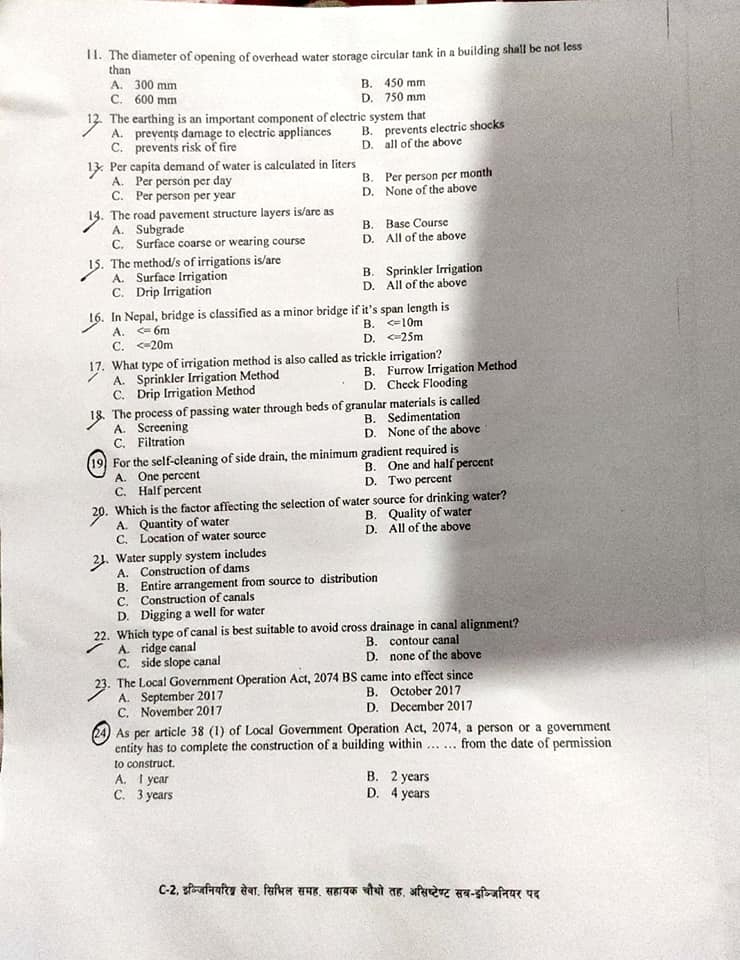 11. The diameter of opening of overhead water storage circular tank in a building shall be not less
than
A. 300 mm B. 450 mm
C. 600 mm D. 750 mm
12. The earthing is an important component of electric system that
A. prevents damage to electric appliances B. prevents electric shocks
C. prevents risk of fire D. all of the above
13. Per capita demand of water is calculated in liters
A. Per person per day B. Per person per month
C. Per person per year D. None of the above
14. The road pavement structure layers is/are as
A. Subgrade B. Base Course
C. Surface coarse or wearing course D. All of the above
15. The method/s of irrigations is/are
A. Surface Irrigation B. Sprinkler Irrigation
C. Drip Irrigation D. All of the above
16. In Nepal, bridge is classified as a minor bridge if it's span length is
A. <= 6m B. <=10m
C. <=20m D. <=25m
17. What type of irrigation method is also called as trickle irrigation?
A. Sprinkler Irrigation Method B. Furrow Irrigation Method
C. Drip Irrigation Method D. Check Flooding
18. The process of passing water through beds of granular materials is called
A. Screening B. Sedimentation
C. Filtration D. None of the above
19 For the self-cleaning of side drain, the minimum gradient required is
A. One percent B. One and half percent
C. Half percent D. Two percent
20. Which is the factor affecting the selection of water source for drinking water?
A. Quantity of water B. Quality of water
C. Location of water source D. All of the above
21. Water supply system includes
A. Construction of dams
B. Entire arrangement from source to distribution
C. Construction of canals
D. Digging a well for water
22. Which type of canal is best suitable to avoid cross drainage in canal alignment?
A. ridge canal B. contour canal
C. side slope canal D. none of the above
23. The Local Government Operation Act, 2074 BS came into effect since
A. September 2017 B. October 2017
C. November 2017 D. December 2017
24) As per article 38 (1) of Local Government Operation Act, 2074, a person or a government
entity has to complete the construction of a building within ... ... from the date of permission
to construct.
A. 1 year B. 2 years
C. 3 years D. 4 years
C-2, इञ्जिनियरिङ्ग सेवा, सिभिल समूह, सहायक चौथो तह, असिष्टेण्ट सब-इञ्जिनियर पद